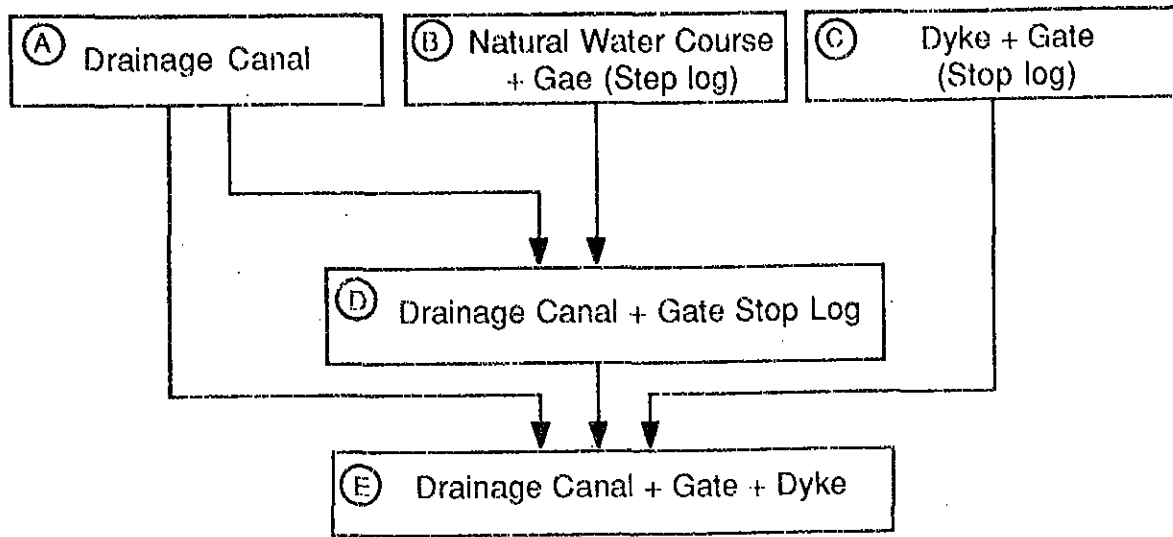 A Drainage Canal
B Natural Water Course
+ Gae (Step log)
C Dyke + Gate
(Stop log)
D Drainage Canal + Gate Stop Log
E Drainage Canal + Gate + Dyke